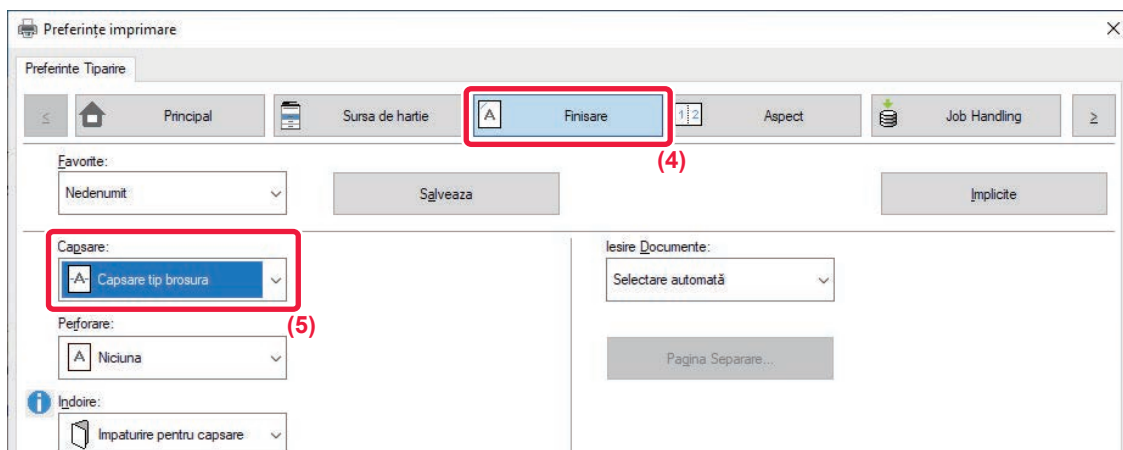 Preferințe imprimare
Preferinte Tiparire
< Principal Sursa de hartie Finisare Aspect Job Handling >
(4)
Favorite:
Nedenumit Salveaza Implicite
Capsare: Iesire Documente:
-A- Capsare tip brosura Selectare automată
(5)
Perforare:
A Niciuna Pagina Separare...
Indoire:
Impaturire pentru capsare